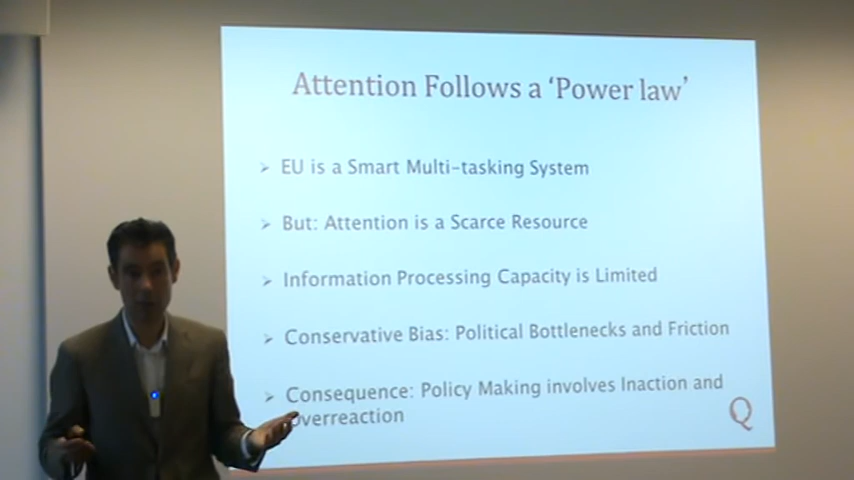 Attention Follows a ‘Power law’
➢ EU is a Smart Multi-tasking System
➢ But: Attention is a Scarce Resource
➢ Information Processing Capacity is Limited
➢ Conservative Bias: Political Bottlenecks and Friction
➢ Consequence: Policy Making involves Inaction and
Overreaction
Q